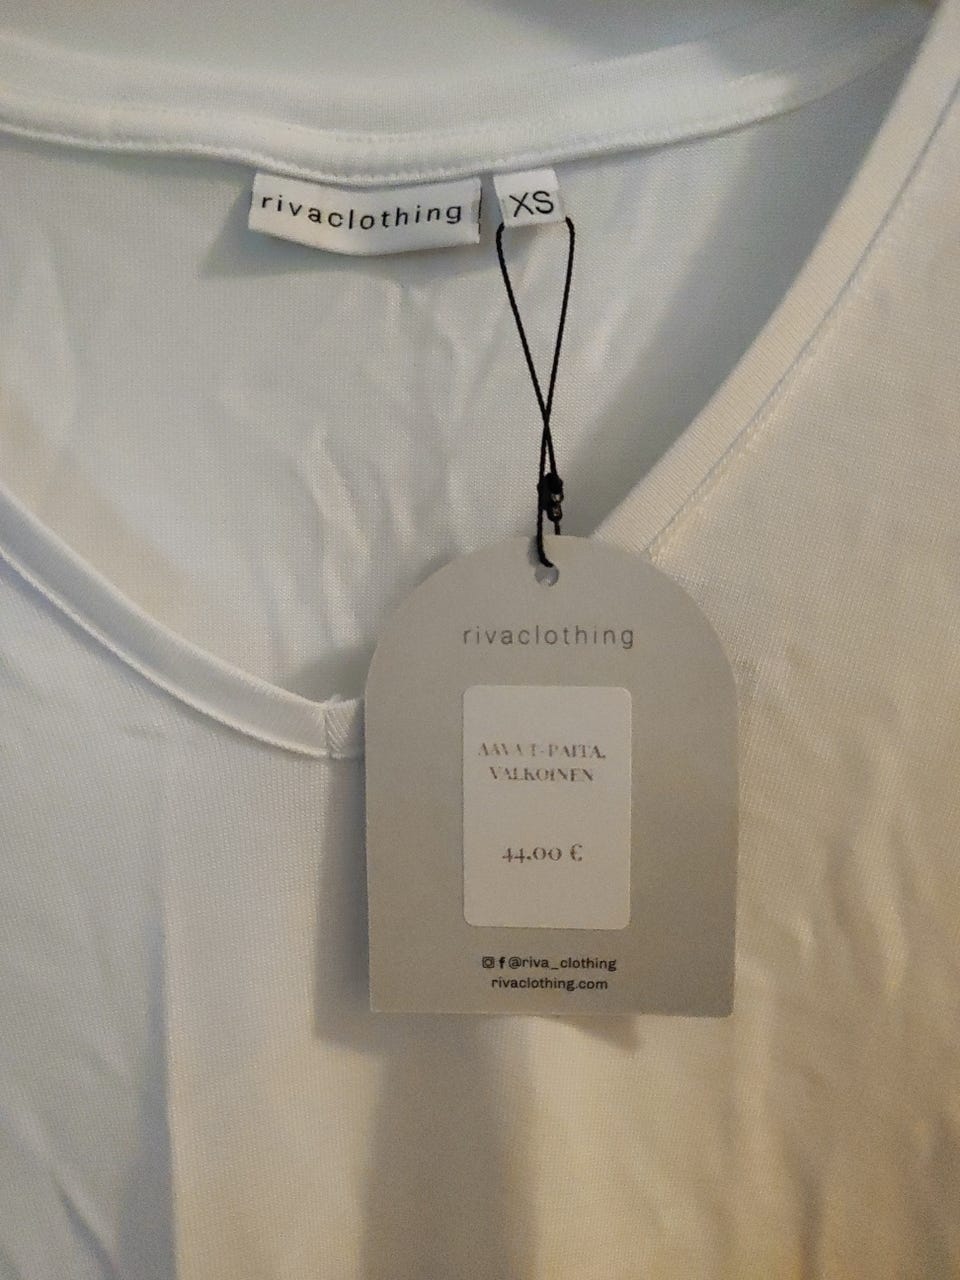 rivaclothing
XS
rivaclothing
AAVA T-PAITA,
VALKOINEN
44.00 €
@riva_clothing
rivaclothing.com